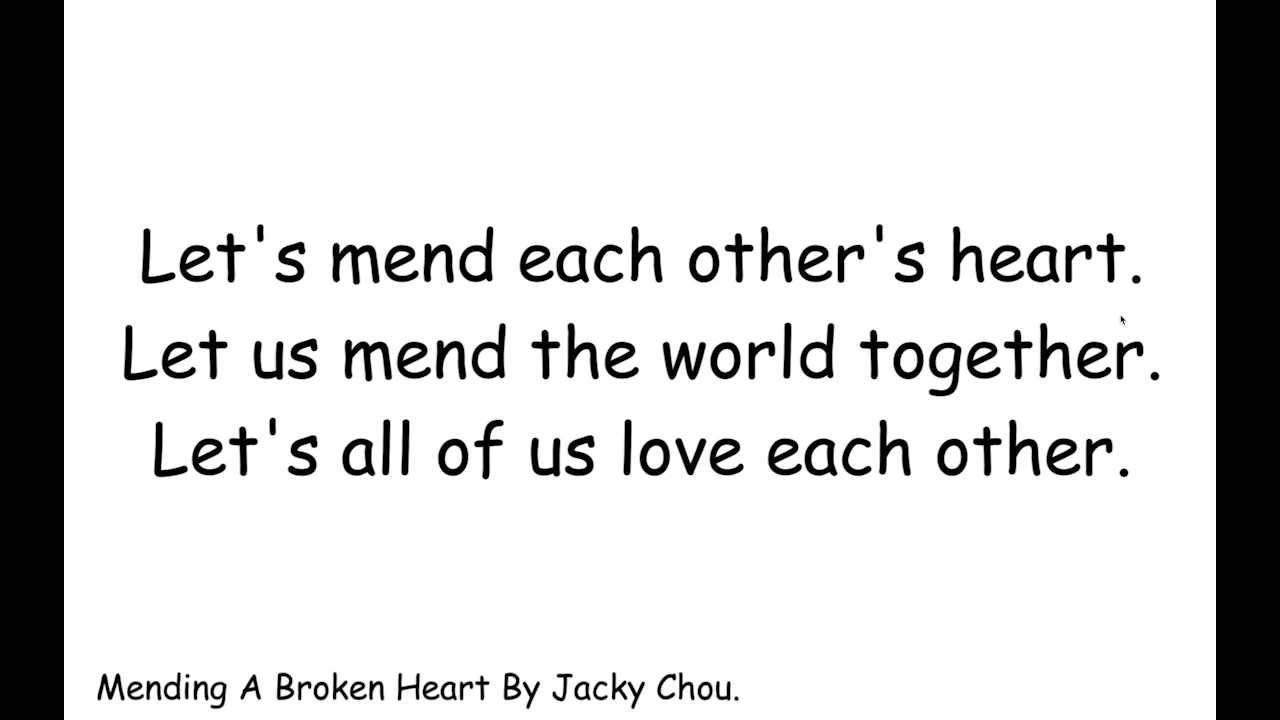 Let's mend each other's heart.
Let us mend the world together.
Let's all of us love each other.
Mending A Broken Heart By Jacky Chou.